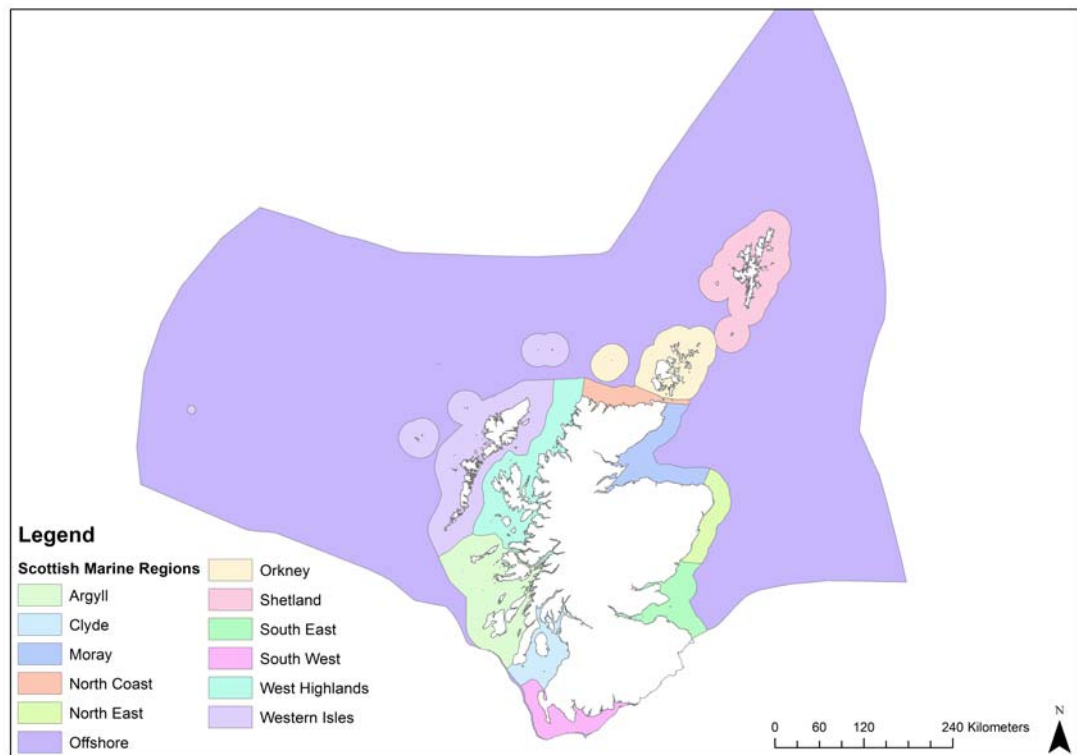 Legend
Scottish Marine Regions
Argyll
Clyde
Moray
North Coast
North East
Offshore
Orkney
Shetland
South East
South West
West Highlands
Western Isles
0 60 120 240 Kilometers
N